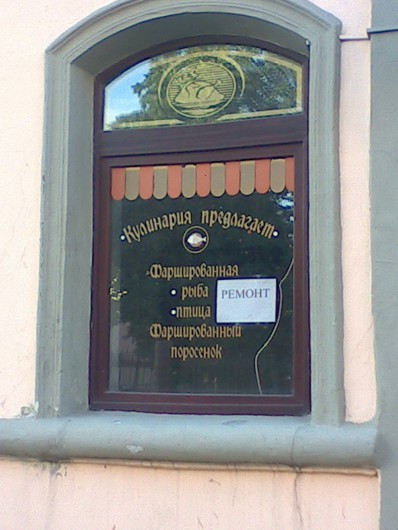 ·Кулинария предлагает·
·Фаршированная
· рыба
·птица
Фаршированный
поросенок
РЕМОНТ